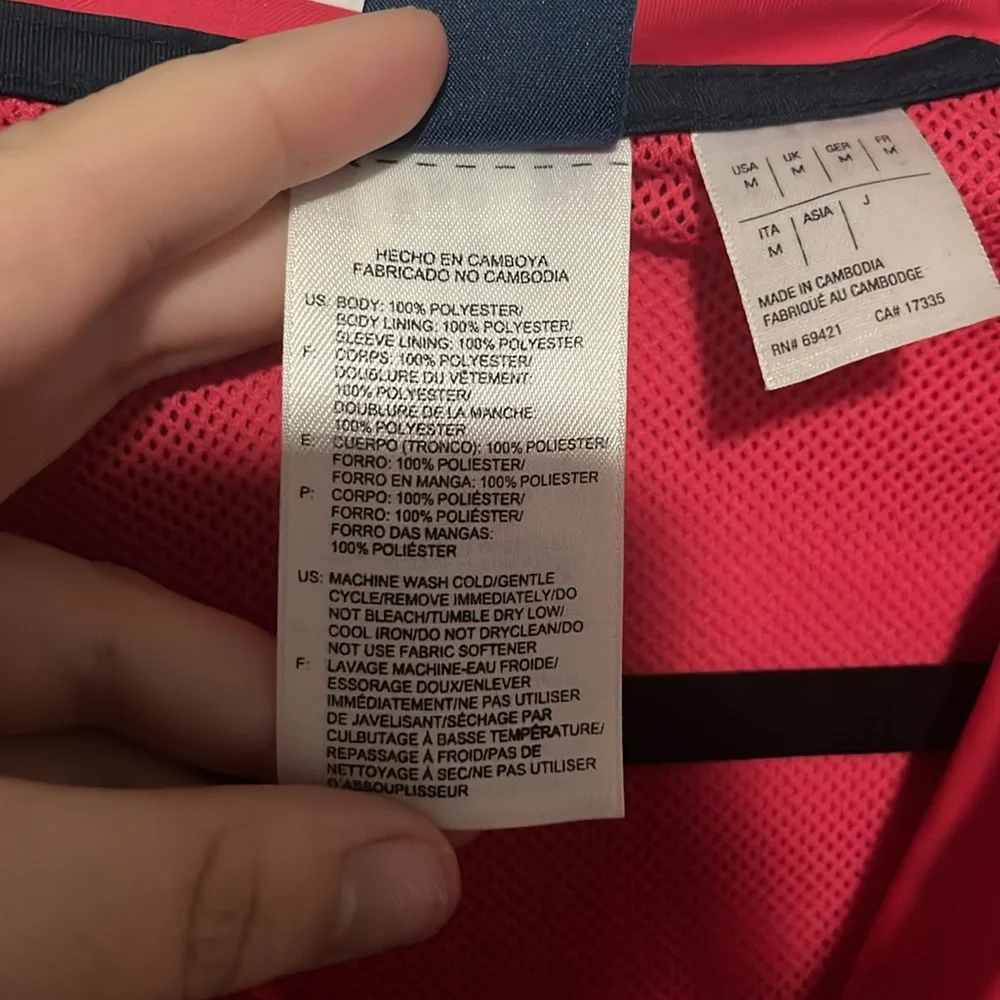 HECHO EN CAMBOYA
FABRICADO NO CAMBODIA
US BODY: 100% POLYESTER/
BODY LINING: 100% POLYESTER/
SLEEVE LINING: 100% POLYESTER
F: CORPS: 100% POLYESTER/
DOUBLURE DU VÊTEMENT:
100% POLYESTER/
DOUBLURE DE LA MANCHE:
100% POLYESTER
E: CUERPO (TRONCO): 100% POLIESTER/
FORRO: 100% POLIESTER/
FORRO EN MANGA: 100% POLIESTER
P: CORPO: 100% POLIÉSTER/
FORRO: 100% POLIÉSTER/
FORRO DAS MANGAS:
100% POLIÉSTER
US: MACHINE WASH COLD/GENTLE
CYCLE/REMOVE IMMEDIATELY/DO
NOT BLEACH/TUMBLE DRY LOW/
COOL IRON/DO NOT DRYCLEAN/DO
NOT USE FABRIC SOFTENER
F: LAVAGE MACHINE-EAU FROIDE/
ESSORAGE DOUX/ENLEVER
IMMÉDIATEMENT/NE PAS UTILISER
DE JAVELISANT/SÉCHAGE PAR
CULBUTAGE À BASSE TEMPÉRATURE/
REPASSAGE À FROID/PAS DE
NETTOYAGE À SEC/NE PAS UTILISER
D'ASSOUPLISSEUR
USA UK GER FR
M M M M
ITA ASIA J
M
MADE IN CAMBODIA
FABRIQUÉ AU CAMBODGE
RN# 69421 CA# 17335